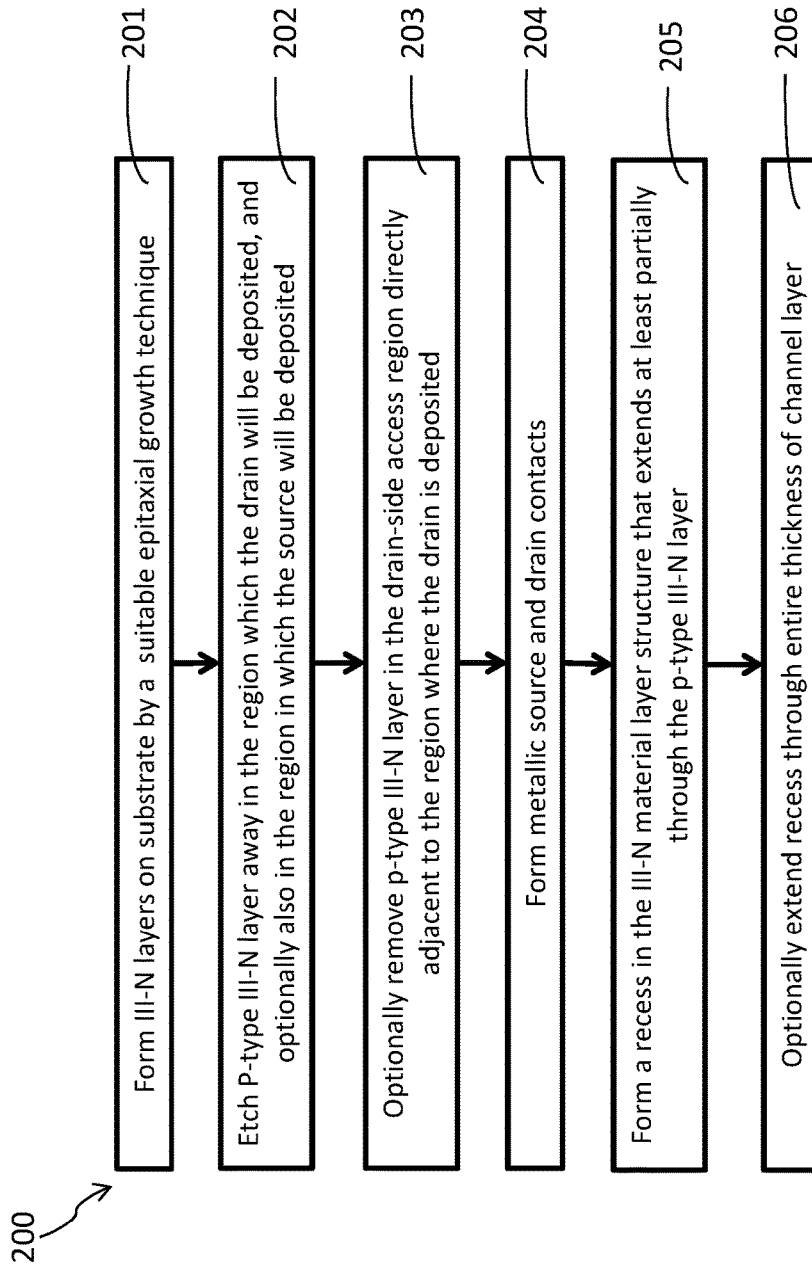 200
Form III-N layers on substrate by a suitable epitaxial growth technique
201
Etch P-type III-N layer away in the region which the drain will be deposited, and
optionally also in the region in which the source will be deposited
202
Optionally remove p-type III-N layer in the drain-side access region directly
adjacent to the region where the drain is deposited
203
Form metallic source and drain contacts
204
Form a recess in the III-N material layer structure that extends at least partially
through the p-type III-N layer
205
Optionally extend recess through entire thickness of channel layer
206